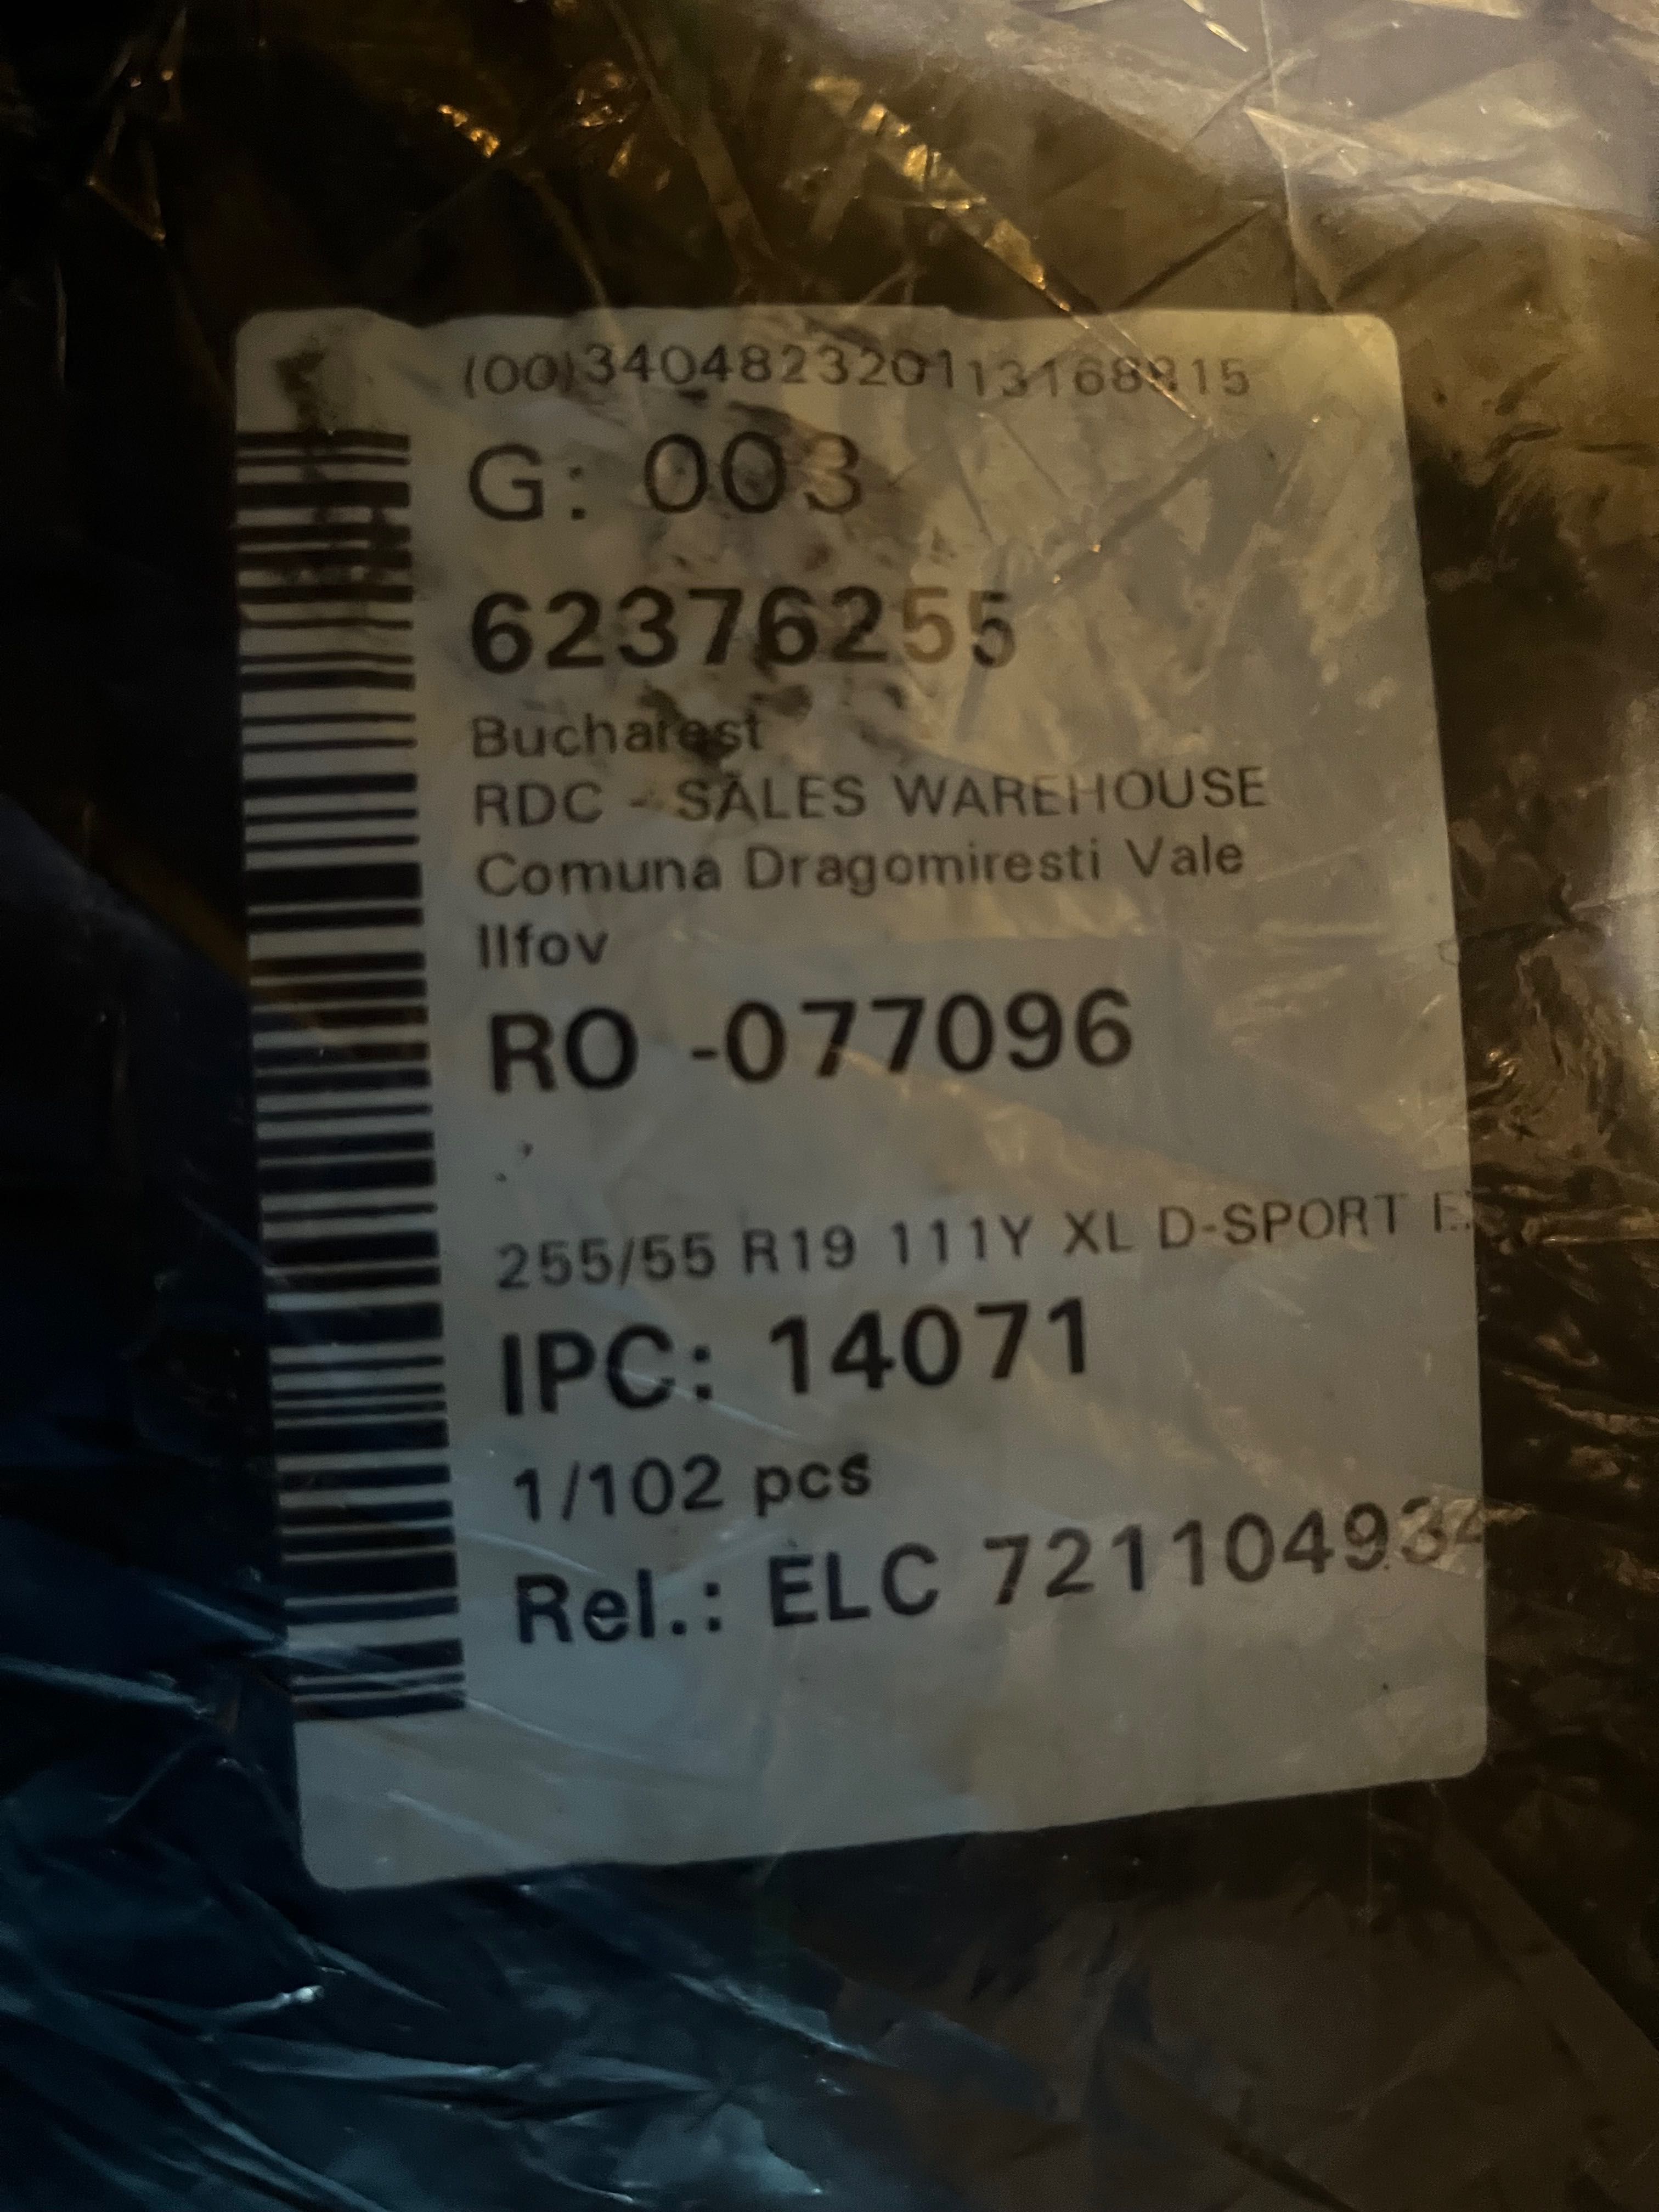 (00)340482320113168815
G: 003
62376255
Bucharest
RDC - SALES WAREHOUSE
Comuna Dragomiresti Vale
Ilfov
RO -077096
255/55 R19 111Y XL D-SPORT
IPC: 14071
1/102 pcs
Rel.: ELC 721104934